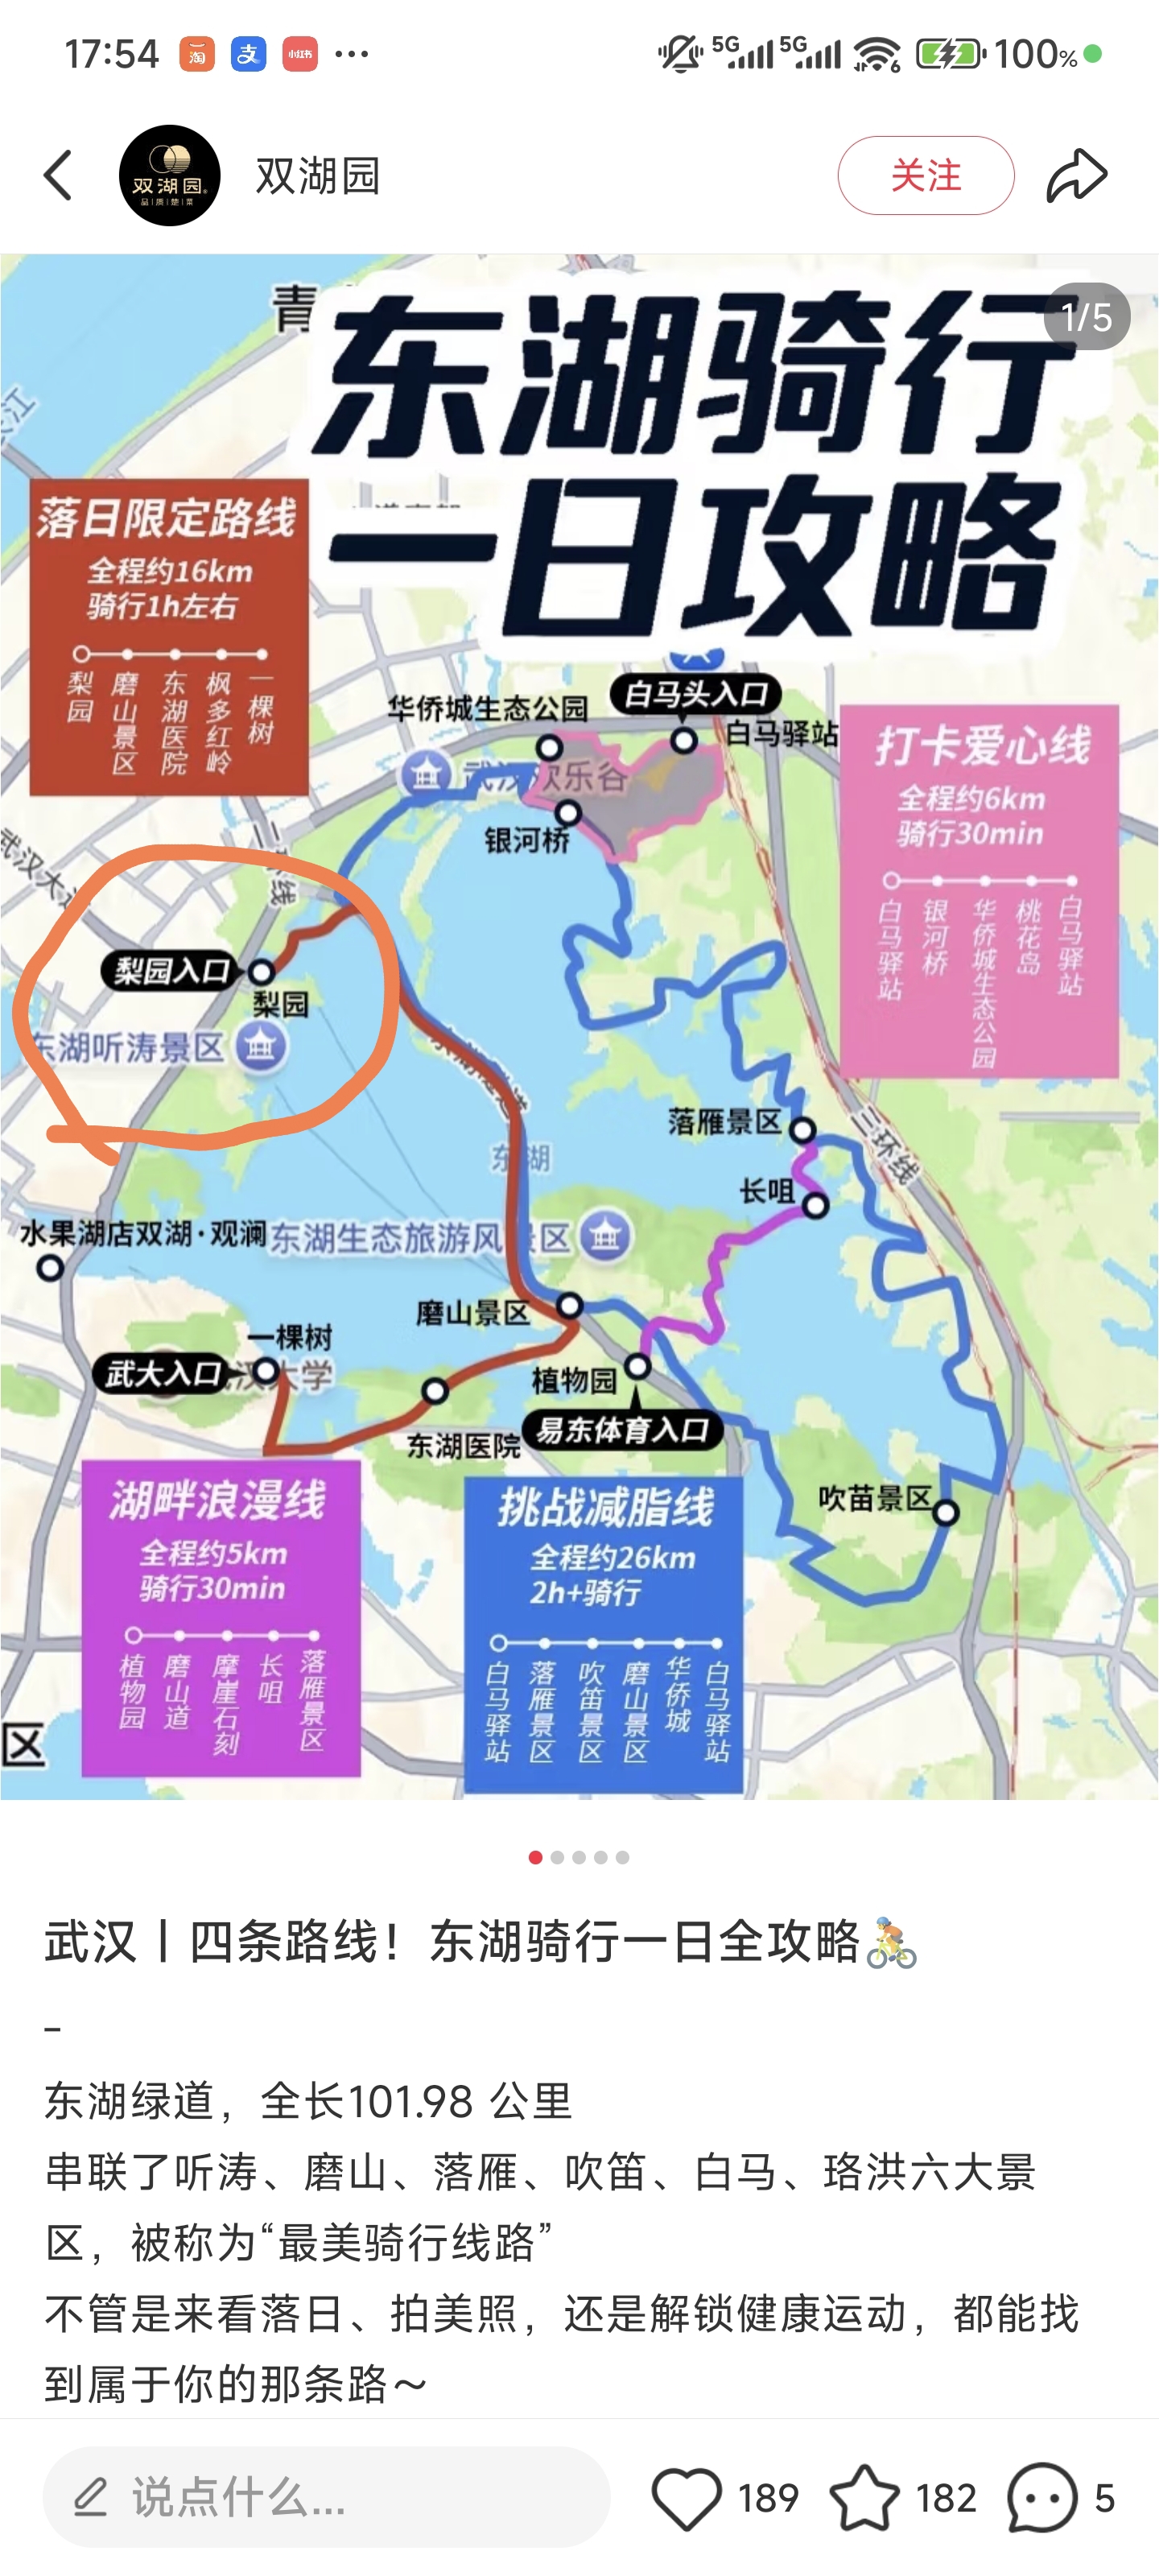 17:54
淘
支
小红书
5G
5G
6
100%
双湖园
品|质|楚|菜
双湖园
关注
1/5
青
东湖骑行
一日攻略
落日限定路线
全程约16km
骑行1h左右
梨园
磨山景区
东湖医院
枫多红岭
一棵树
华侨城生态公园
白马头入口
白马驿站
武汉欢乐谷
银河桥
打卡爱心线
全程约6km
骑行30min
白马驿站
银河桥
华侨城生态公园
桃花岛
白马驿站
武汉大道
二环线
梨园入口
梨园
东湖听涛景区
东湖
落雁景区
三环线
长咀
水果湖店双湖·观澜
东湖生态旅游风景区
磨山景区
一棵树
武大入口
汉大学
植物园
易东体育入口
东湖医院
吹苗景区
湖畔浪漫线
全程约5km
骑行30min
植物园
磨山道
摩崖石刻
长咀
落雁景区
挑战减脂线
全程约26km
2h+骑行
白马驿站
落雁景区
吹笛景区
磨山景区
华侨城
白马驿站
区
武汉丨四条路线！东湖骑行一日全攻略🚴
-
东湖绿道，全长101.98 公里
串联了听涛、磨山、落雁、吹笛、白马、珞洪六大景
区，被称为“最美骑行线路”
不管是来看落日、拍美照，还是解锁健康运动，都能找
到属于你的那条路～
说点什么...
189
182
5